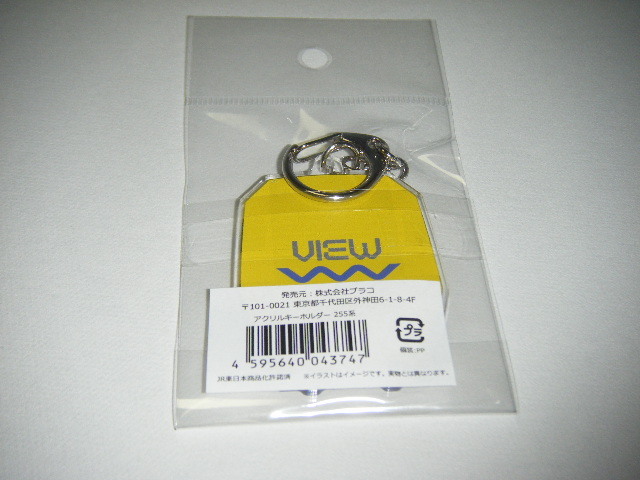 VIEW
発売元：株式会社プラコ
〒101-0021 東京都千代田区外神田6-1-8-4F
アクリルキーホルダー 255系
4 595640 043747
プラ
個装:PP
JR東日本商品化許諾済 ※イラストはイメージです。実物とは異なります。